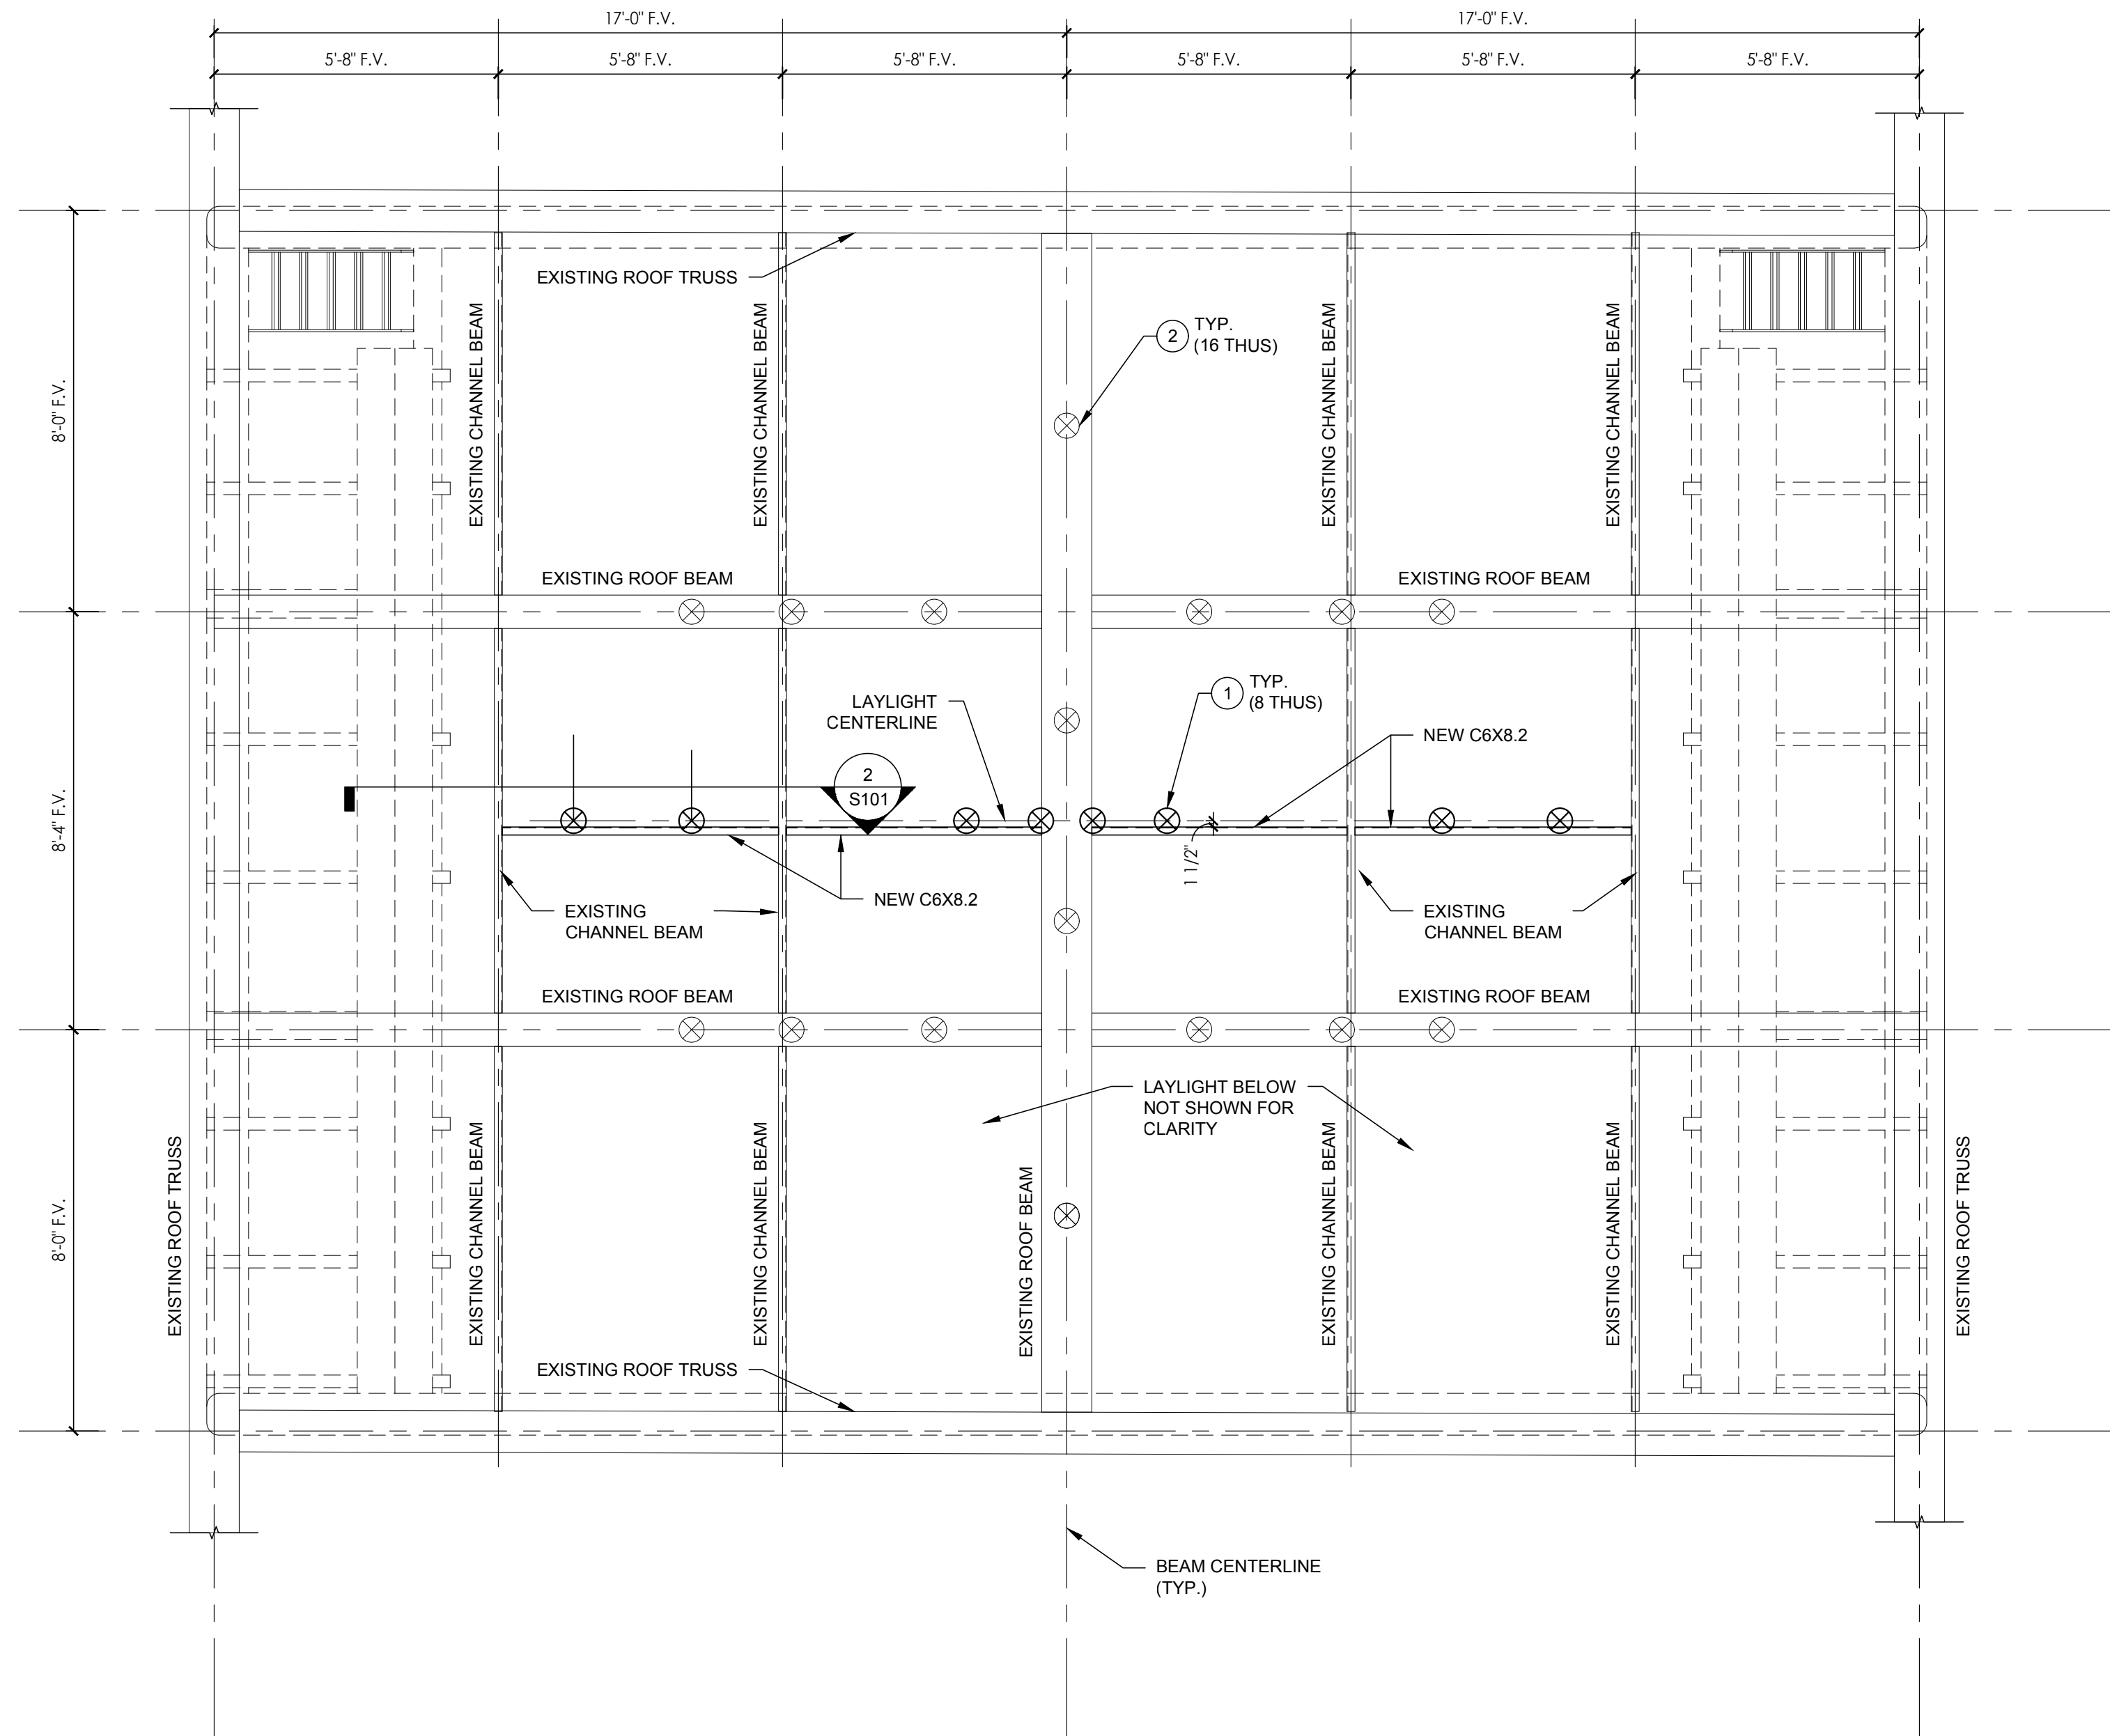 17'-0" F.V.
17'-0" F.V.
5'-8" F.V.
5'-8" F.V.
5'-8" F.V.
5'-8" F.V.
5'-8" F.V.
5'-8" F.V.
EXISTING ROOF TRUSS
EXISTING CHANNEL BEAM
EXISTING CHANNEL BEAM
EXISTING CHANNEL BEAM
EXISTING CHANNEL BEAM
2
TYP.
(16 THUS)
8'-0" F.V.
EXISTING ROOF BEAM
EXISTING ROOF BEAM
LAYLIGHT
CENTERLINE
1
TYP.
(8 THUS)
NEW C6X8.2
2
S101
8'-4" F.V.
1 1/2"
NEW C6X8.2
EXISTING
CHANNEL BEAM
EXISTING
CHANNEL BEAM
EXISTING ROOF BEAM
EXISTING ROOF BEAM
LAYLIGHT BELOW
NOT SHOWN FOR
CLARITY
8'-0" F.V.
EXISTING ROOF TRUSS
EXISTING CHANNEL BEAM
EXISTING CHANNEL BEAM
EXISTING ROOF BEAM
EXISTING CHANNEL BEAM
EXISTING CHANNEL BEAM
EXISTING ROOF TRUSS
EXISTING ROOF TRUSS
BEAM CENTERLINE
(TYP.)